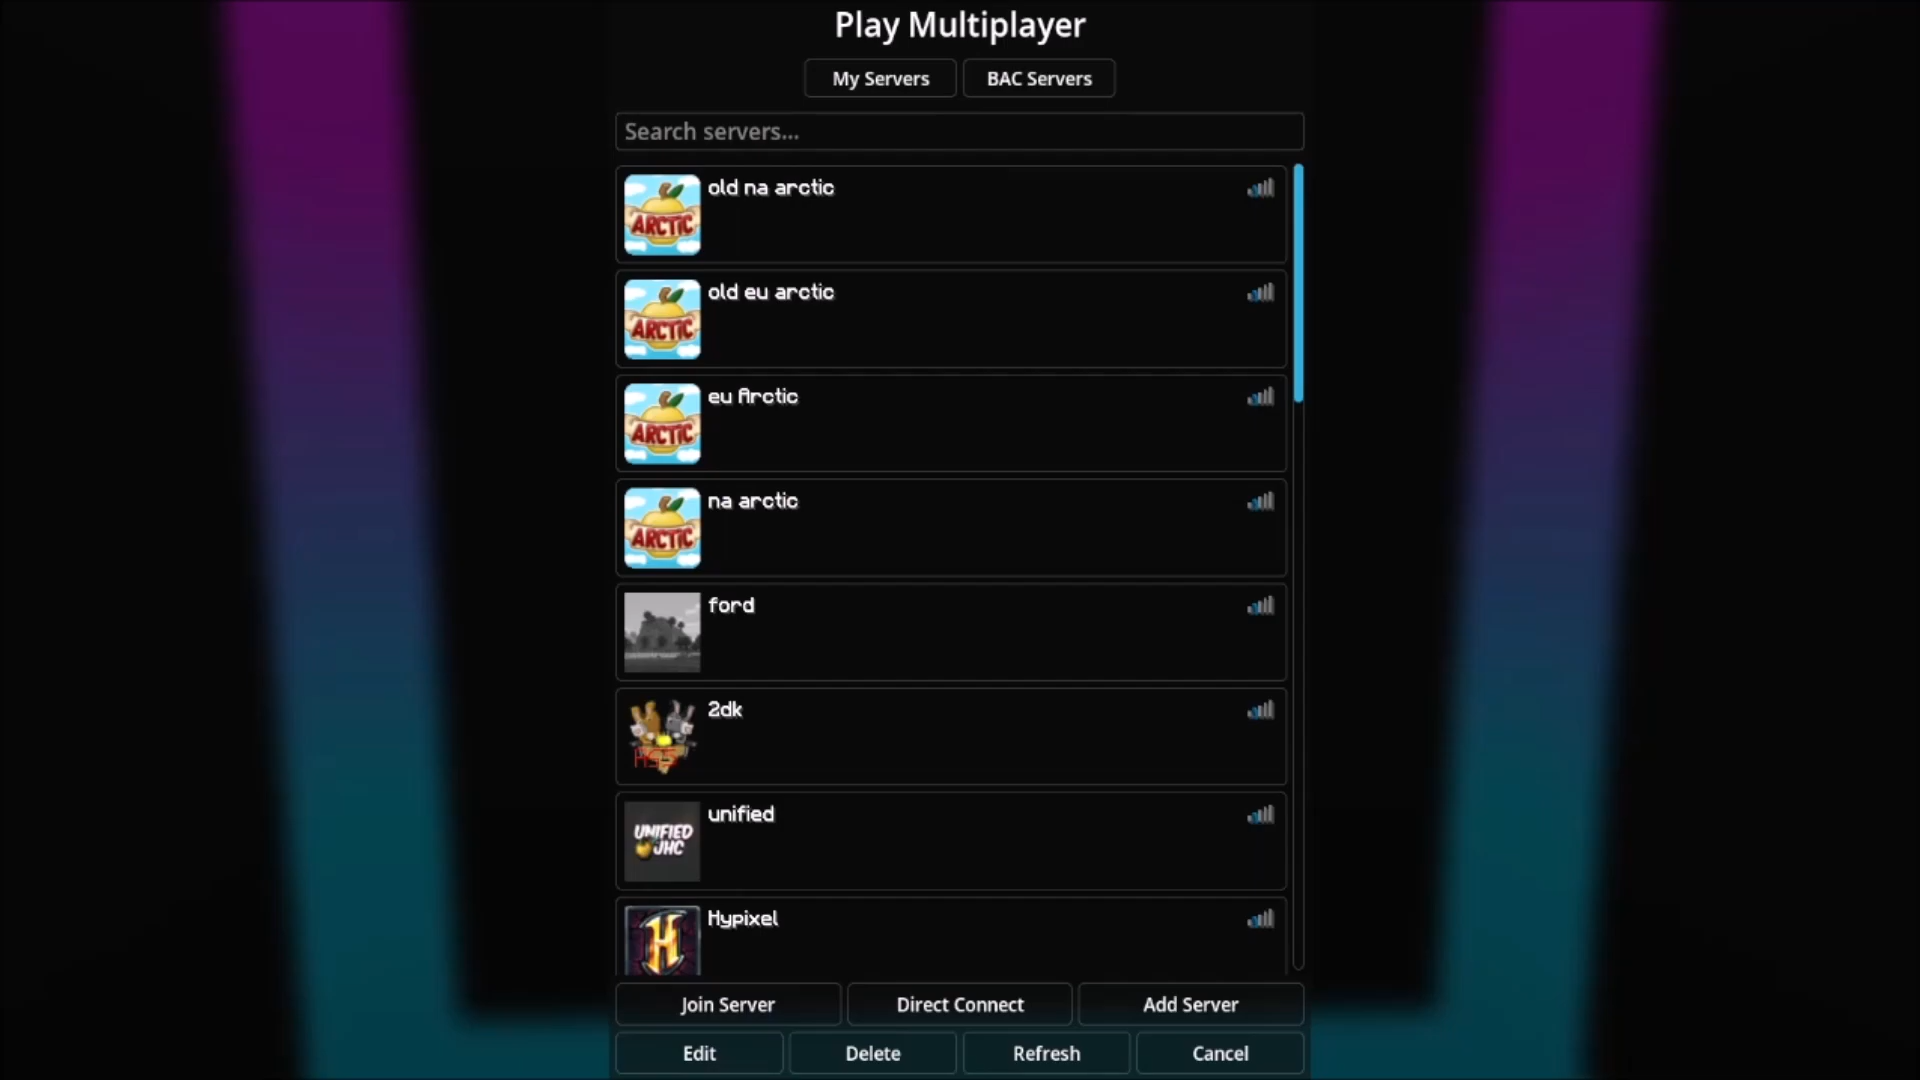 Play Multiplayer
My Servers
BAC Servers
Search servers...
ARCTIC
old na arctic
ARCTIC
old eu arctic
ARCTIC
eu Arctic
ARCTIC
na arctic
ford
2dk
UNIFIED
UHC
unified
H
Hypixel
Join Server
Direct Connect
Add Server
Edit
Delete
Refresh
Cancel